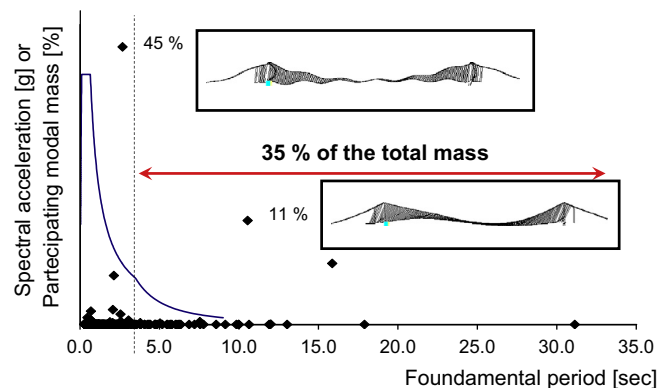 Spectral acceleration [g] or
Partecipating modal mass [%]
45 %
35 % of the total mass
11 %
0.0 5.0 10.0 15.0 20.0 25.0 30.0 35.0
Foundamental period [sec]